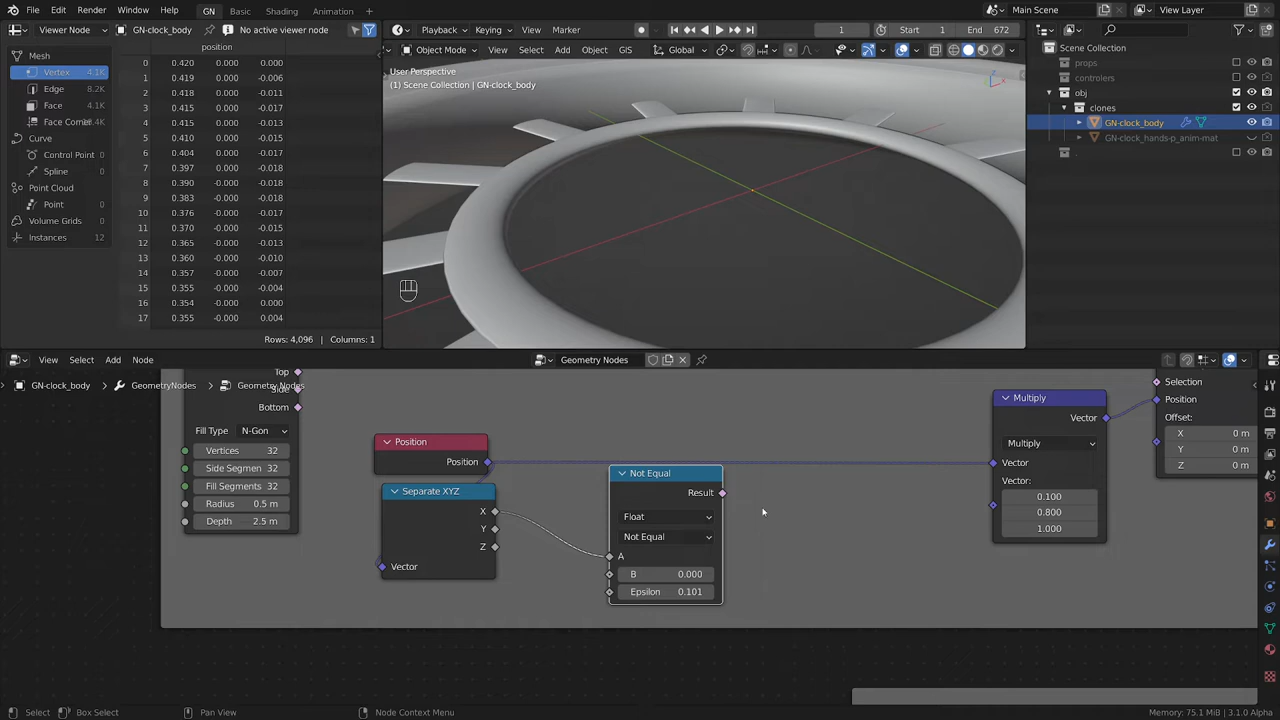 File Edit Render Window Help GN Basic Shading Animation Main Scene View Layer
Viewer Node GN-clock_body No active viewer node
Playback Keying View Marker 1 Start 1 End 672
Object Mode View Select Add Object GIS Global
Mesh
Vertex 4.1K
Edge 8.2K
Face 4.1K
Face Corner 18.4K
Curve
Control Point 0
Spline 0
Point Cloud
Point 0
Volume Grids 0
Instances 12
position
0 0.420 0.000 0.000
1 0.419 -0.000 -0.006
2 0.418 -0.000 -0.011
3 0.415 -0.000 -0.017
4 0.415 -0.000 -0.017
5 0.410 -0.000 -0.015
6 0.404 -0.000 -0.017
7 0.397 -0.000 -0.018
8 0.390 -0.000 -0.018
9 0.383 -0.000 -0.018
10 0.376 -0.000 -0.017
11 0.370 -0.000 -0.015
12 0.365 -0.000 -0.013
13 0.360 -0.000 -0.010
14 0.357 -0.000 -0.007
15 0.355 -0.000 -0.004
16 0.354 -0.000 0.000
17 0.355 -0.000 0.004
Rows: 4,096 Columns: 1
User Perspective
(1) Scene Collection | GN-clock_body
Z
Scene Collection
props
controlers
obj
clones
GN-clock_body
GN-clock_hands-p_anim-mat
View Select Add Node Geometry Nodes
GN-clock_body GeometryNodes Geometry Nodes
Top
Side
Bottom
Fill Type N-Gon
Vertices 32
Side Segmen 32
Fill Segments 32
Radius 0.5 m
Depth 2.5 m
Position
Position
Separate XYZ
X
Y
Z
Vector
Not Equal
Result
Float
Not Equal
A
B 0.000
Epsilon 0.101
Multiply
Vector
Multiply
Vector
Vector:
0.100
0.800
1.000
Selection
Position
Offset:
X 0 m
Y 0 m
Z 0 m
Select Box Select Pan View Node Context Menu Memory: 75.1 MiB | 3.1.0 Alpha